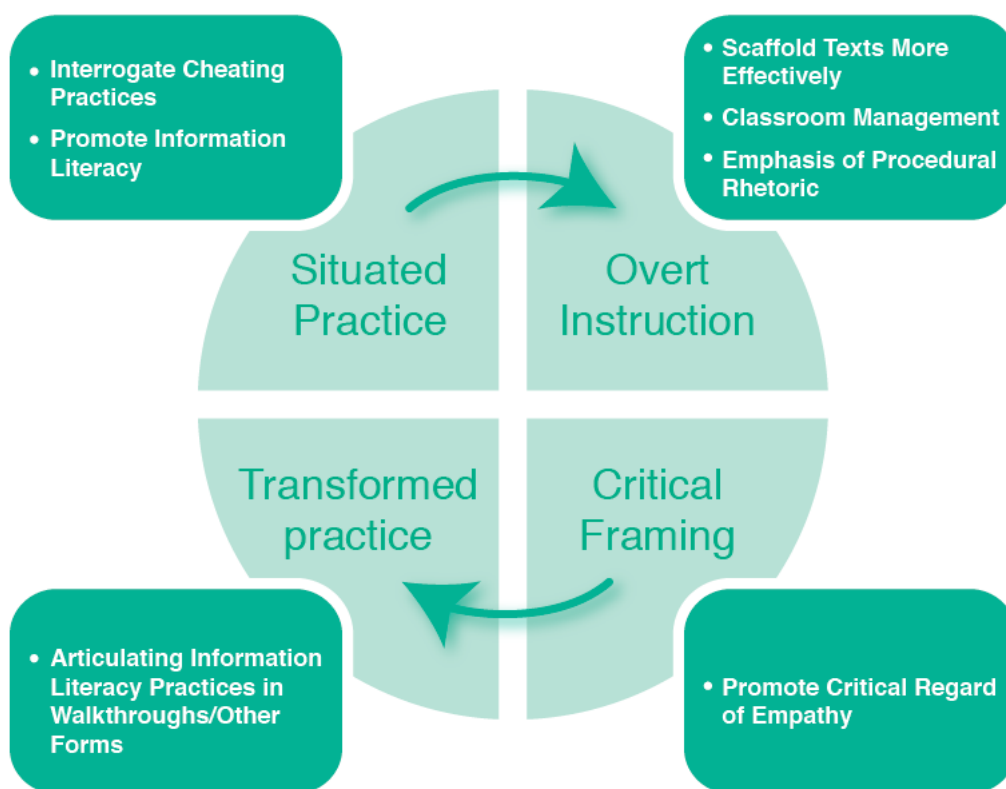 • Interrogate Cheating
Practices
• Promote Information
Literacy
• Scaffold Texts More
Effectively
• Classroom Management
• Emphasis of Procedural
Rhetoric
Situated
Practice
Overt
Instruction
Transformed
practice
Critical
Framing
• Articulating Information
Literacy Practices in
Walkthroughs/Other
Forms
• Promote Critical Regard
of Empathy